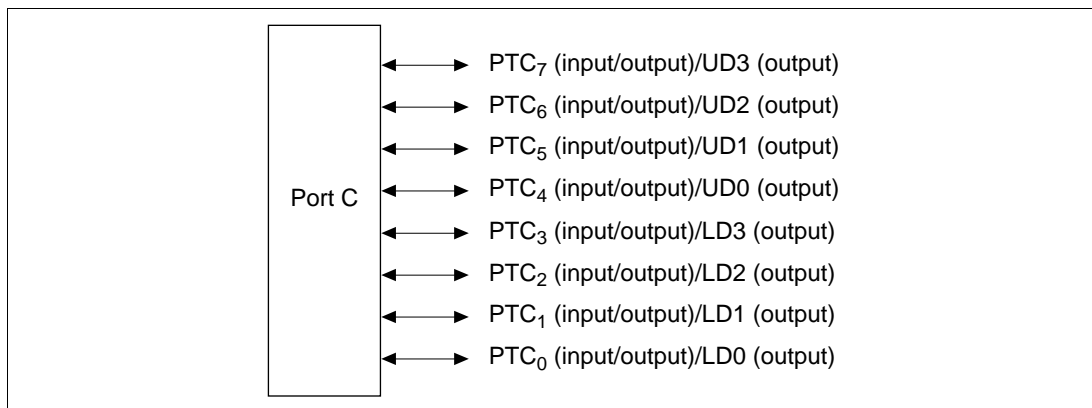 PTC7 (input/output)/UD3 (output)
PTC6 (input/output)/UD2 (output)
PTC5 (input/output)/UD1 (output)
PTC4 (input/output)/UD0 (output)
Port C
PTC3 (input/output)/LD3 (output)
PTC2 (input/output)/LD2 (output)
PTC1 (input/output)/LD1 (output)
PTC0 (input/output)/LD0 (output)